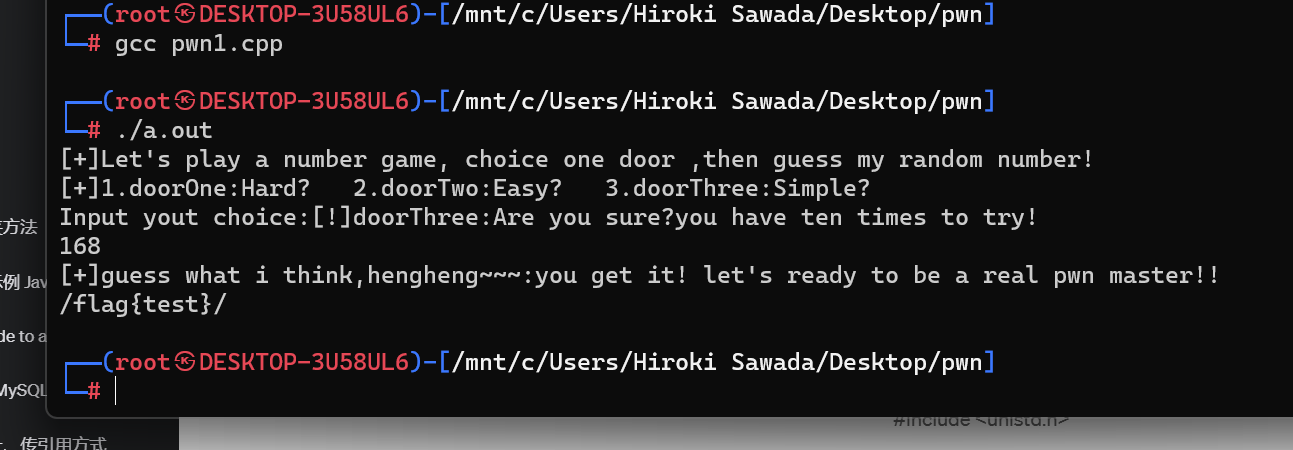 ┌──(root㉿DESKTOP-3U58UL6)-[/mnt/c/Users/Hiroki Sawada/Desktop/pwn]
└─# gcc pwn1.cpp
┌──(root㉿DESKTOP-3U58UL6)-[/mnt/c/Users/Hiroki Sawada/Desktop/pwn]
└─# ./a.out
[+]Let's play a number game, choice one door ,then guess my random number!
[+]1.doorOne:Hard?   2.doorTwo:Easy?   3.doorThree:Simple?
Input yout choice:[!]doorThree:Are you sure?you have ten times to try!
168
[+]guess what i think,hengheng~~~:you get it! let's ready to be a real pwn master!!
/flag{test}/
┌──(root㉿DESKTOP-3U58UL6)-[/mnt/c/Users/Hiroki Sawada/Desktop/pwn]
└─#
方法
例 Jav
de to a
MySQL
传引用方式
#include <unistd.h>